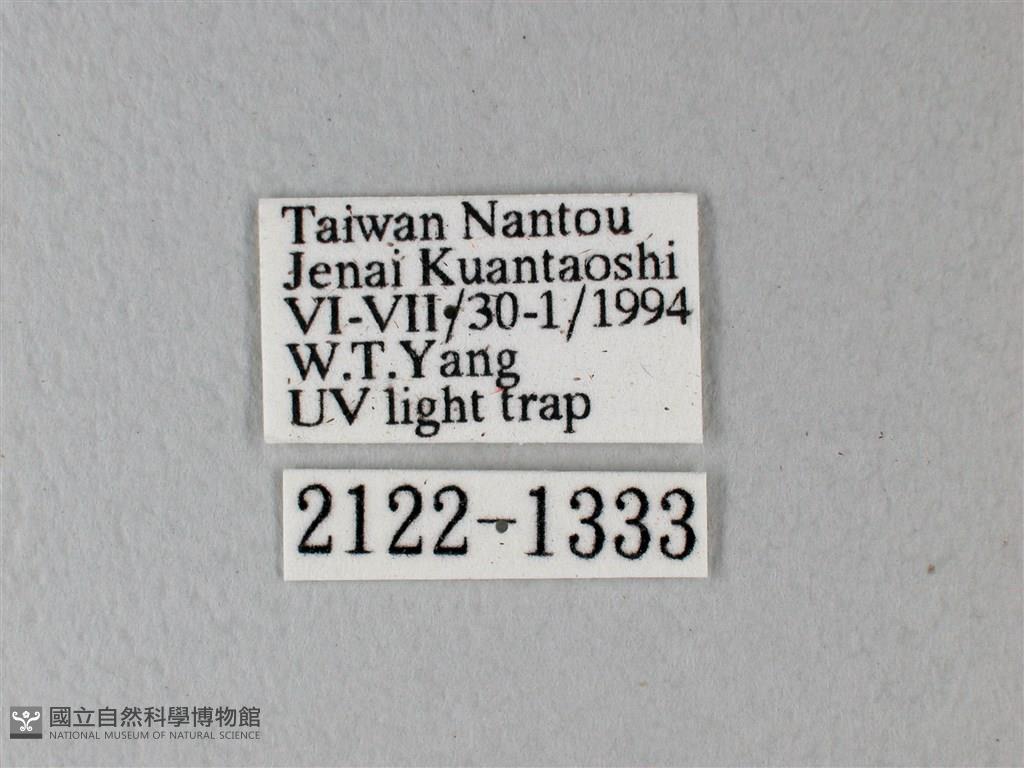 Taiwan Nantou
Jenai Kuantaoshi
VI-VII/30-1/1994
W.T.Yang
UV light trap
2122-1333
國立自然科學博物館
NATIONAL MUSEUM OF NATURAL SCIENCE